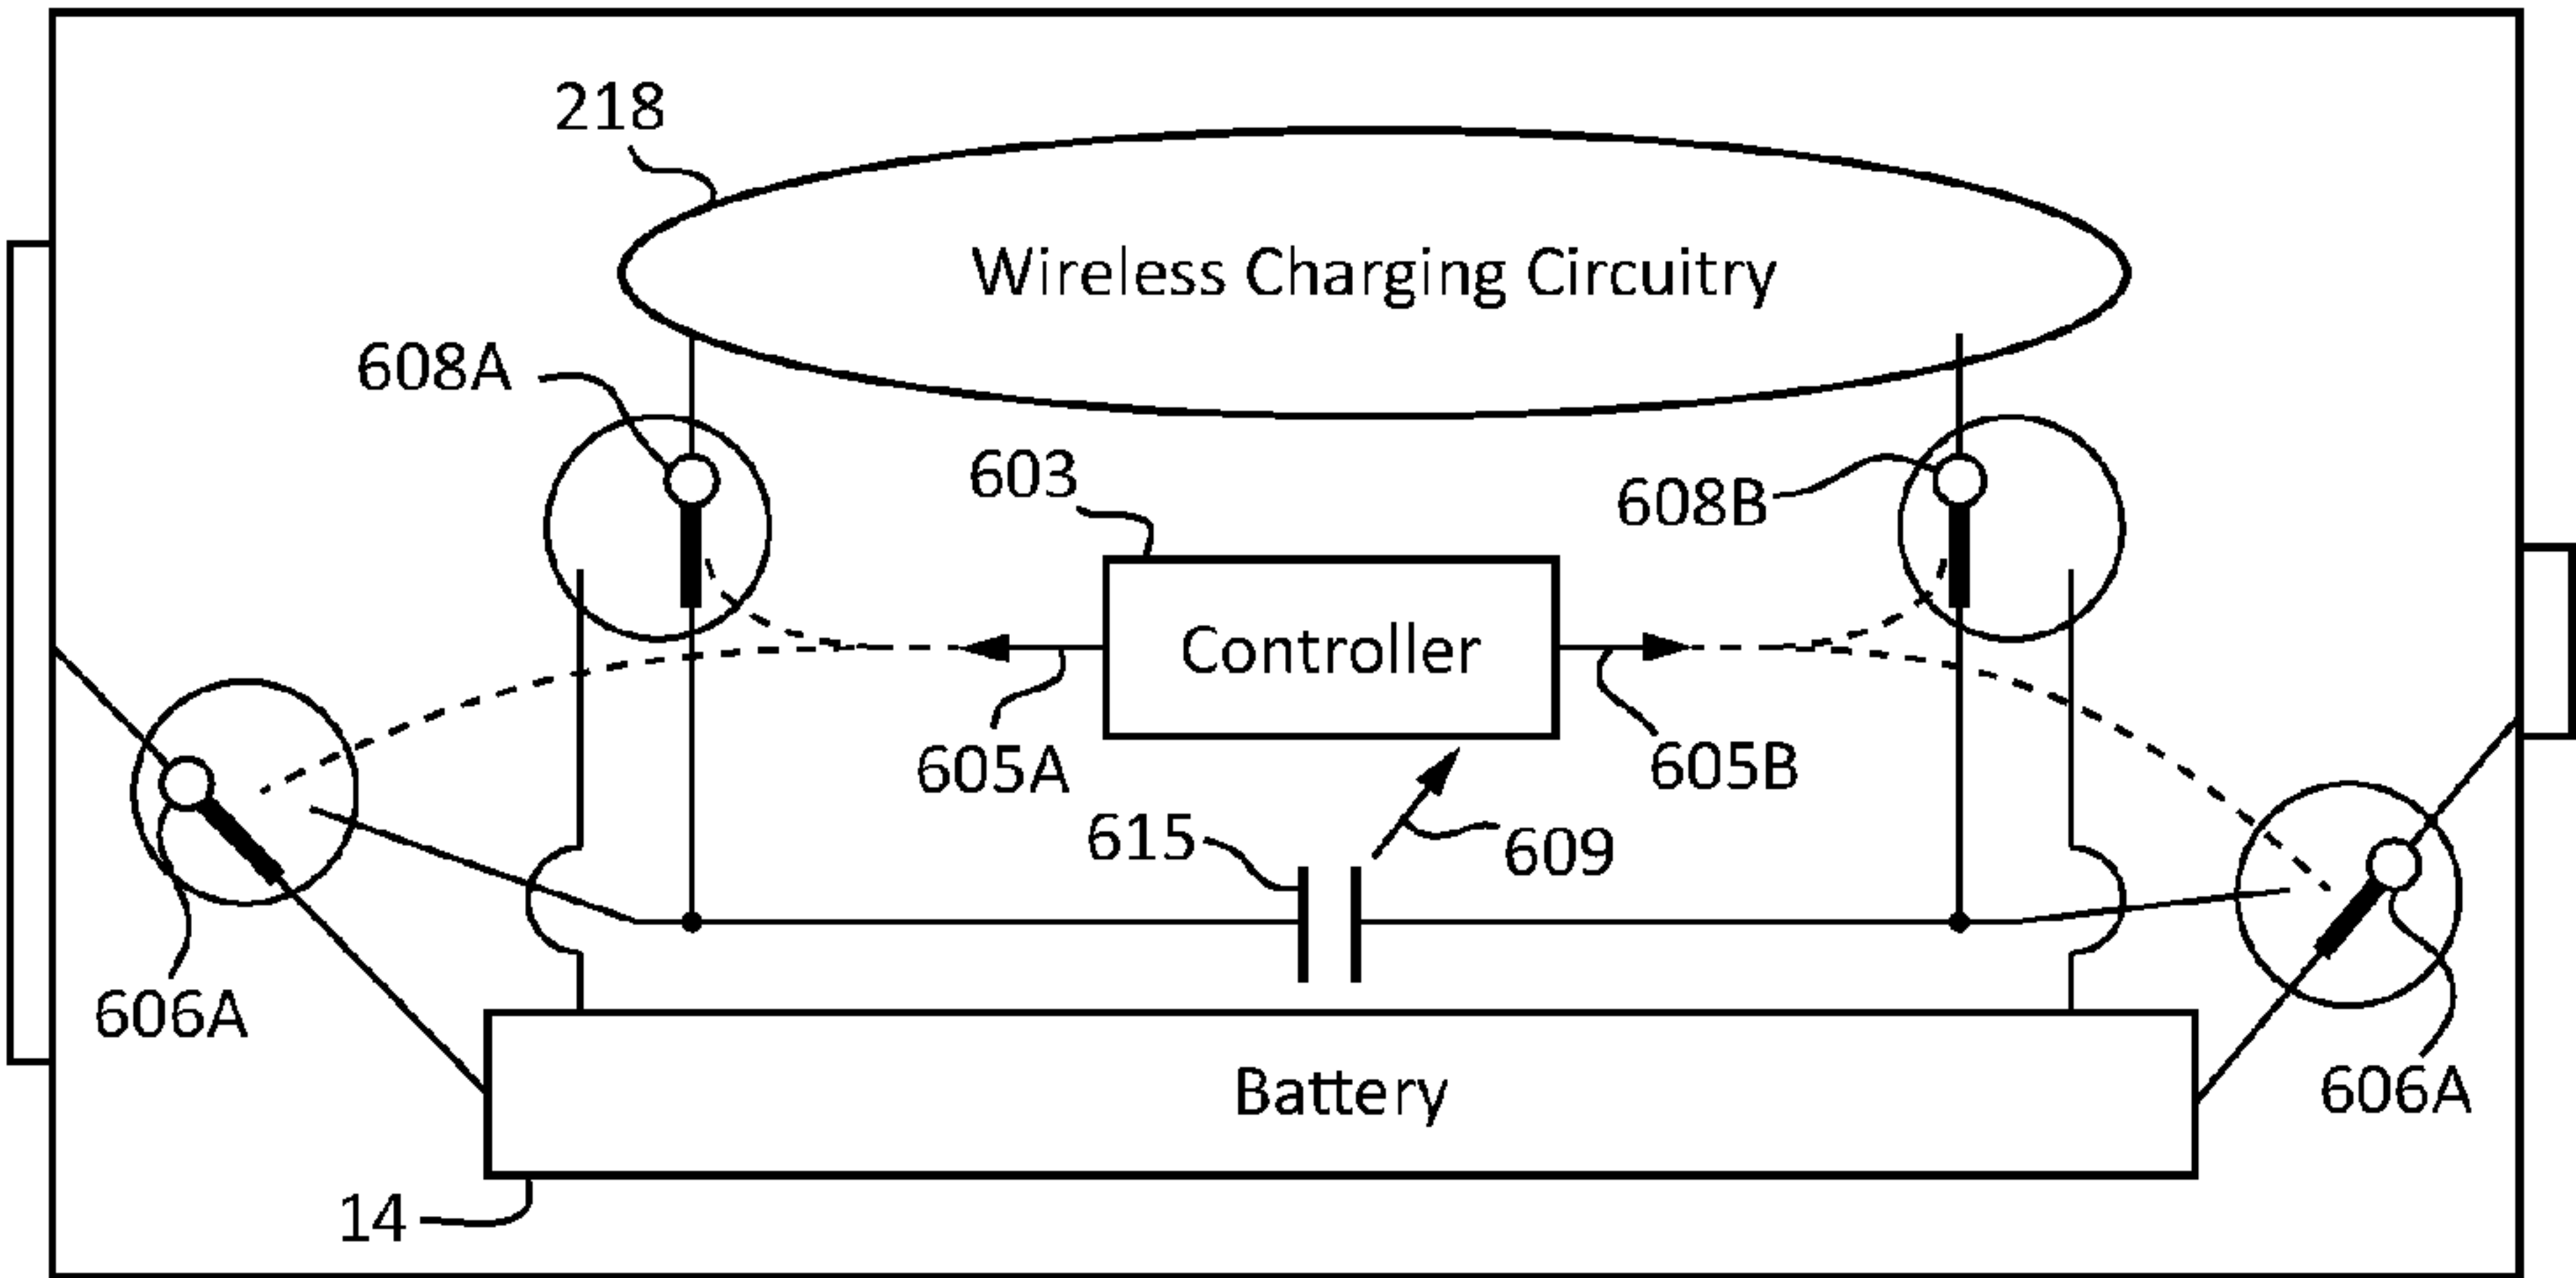 218
Wireless Charging Circuitry
608A
603
608B
Controller
605A
605B
615
609
606A
606A
Battery
14